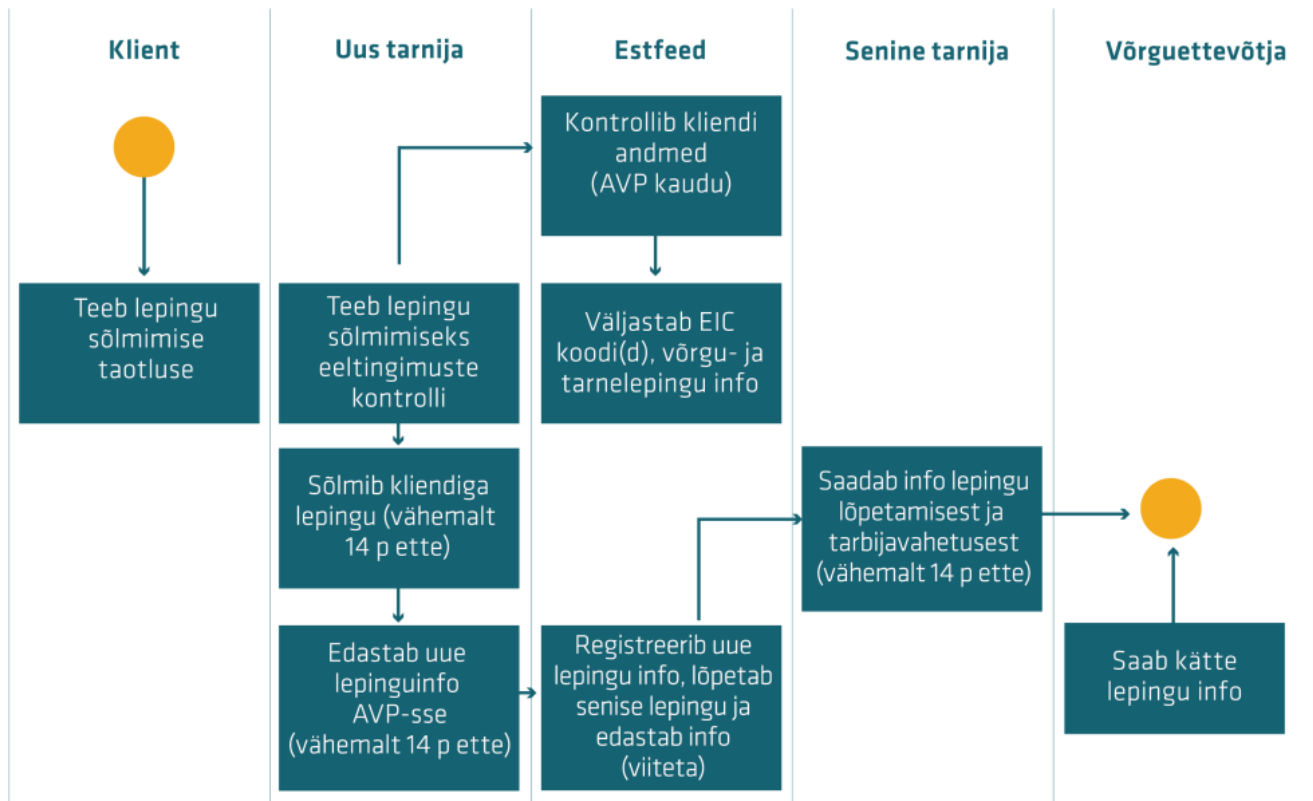 Klient
Uus tarnija
Estfeed
Senine tarnija
Võrguettevõtja
Teeb lepingu
sõlmimise
taotluse
Teeb lepingu
sõlmimiseks
eeltingimuste
kontrolli
Sõlmib kliendiga
lepingu (vähemalt
14 p ette)
Edastab uue
lepinguinfo
AVP-sse
(vähemalt 14 p ette)
Kontrollib kliendi
andmed
(AVP kaudu)
Väljastab EIC
koodi(d), võrgu- ja
tarnelepingu info
Registreerib uue
lepingu info, lõpetab
senise lepingu ja
edastab info
(viiteta)
Saadab info lepingu
lõpetamisest ja
tarbijavahetusest
(vähemalt 14 p ette)
Saab kätte
lepingu info